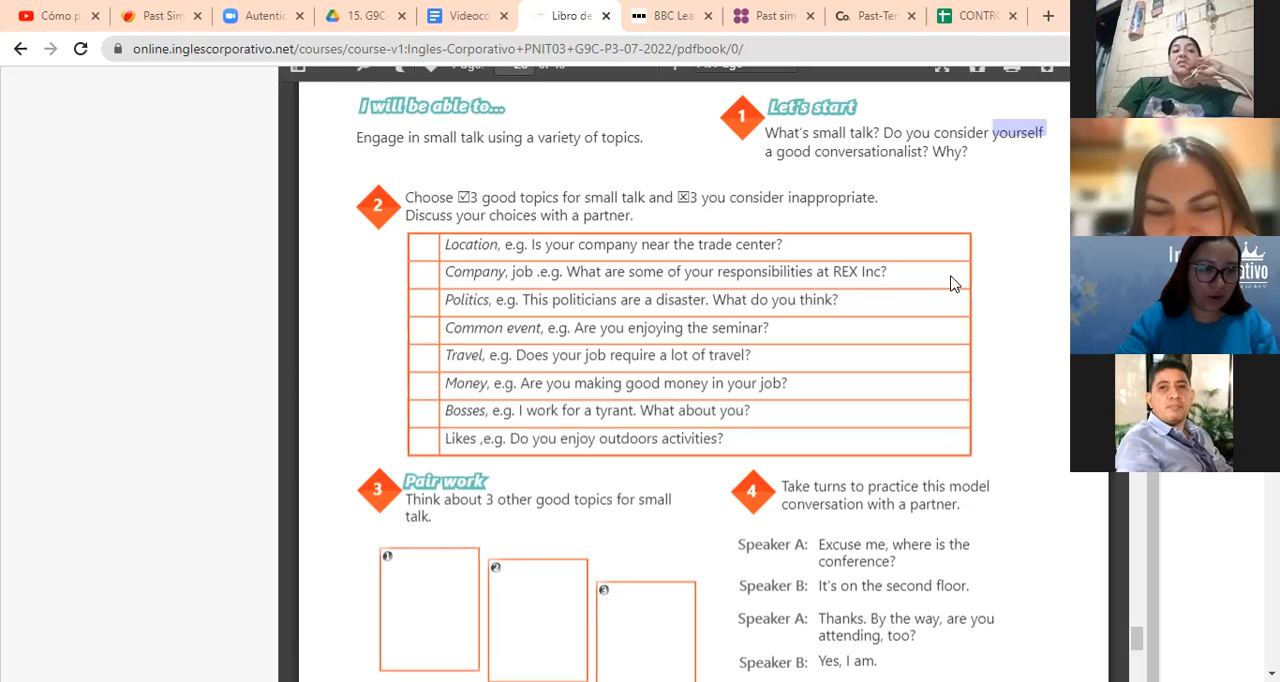 Cómo p
Past Sim
Autentic
15. G9C-
Videocc
Libro de
BBC Lea
Past sim
Co. Past-Ter
CONTR
online.inglescorporativo.net/courses/course-v1:Ingles-Corporativo+PNIT03+G9C-P3-07-2022/pdfbook/0/
I will be able to...
Engage in small talk using a variety of topics.
1 Let's start
What's small talk? Do you consider yourself
a good conversationalist? Why?
2 Choose ☑3 good topics for small talk and ☒3 you consider inappropriate.
Discuss your choices with a partner.
Location, e.g. Is your company near the trade center?
Company, job .e.g. What are some of your responsibilities at REX Inc?
Politics, e.g. This politicians are a disaster. What do you think?
Common event, e.g. Are you enjoying the seminar?
Travel, e.g. Does your job require a lot of travel?
Money, e.g. Are you making good money in your job?
Bosses, e.g. I work for a tyrant. What about you?
Likes ,e.g. Do you enjoy outdoors activities?
3 Pair work
Think about 3 other good topics for small
talk.
1
2
3
4 Take turns to practice this model
conversation with a partner.
Speaker A: Excuse me, where is the
conference?
Speaker B: It's on the second floor.
Speaker A: Thanks. By the way, are you
attending, too?
Speaker B: Yes, I am.